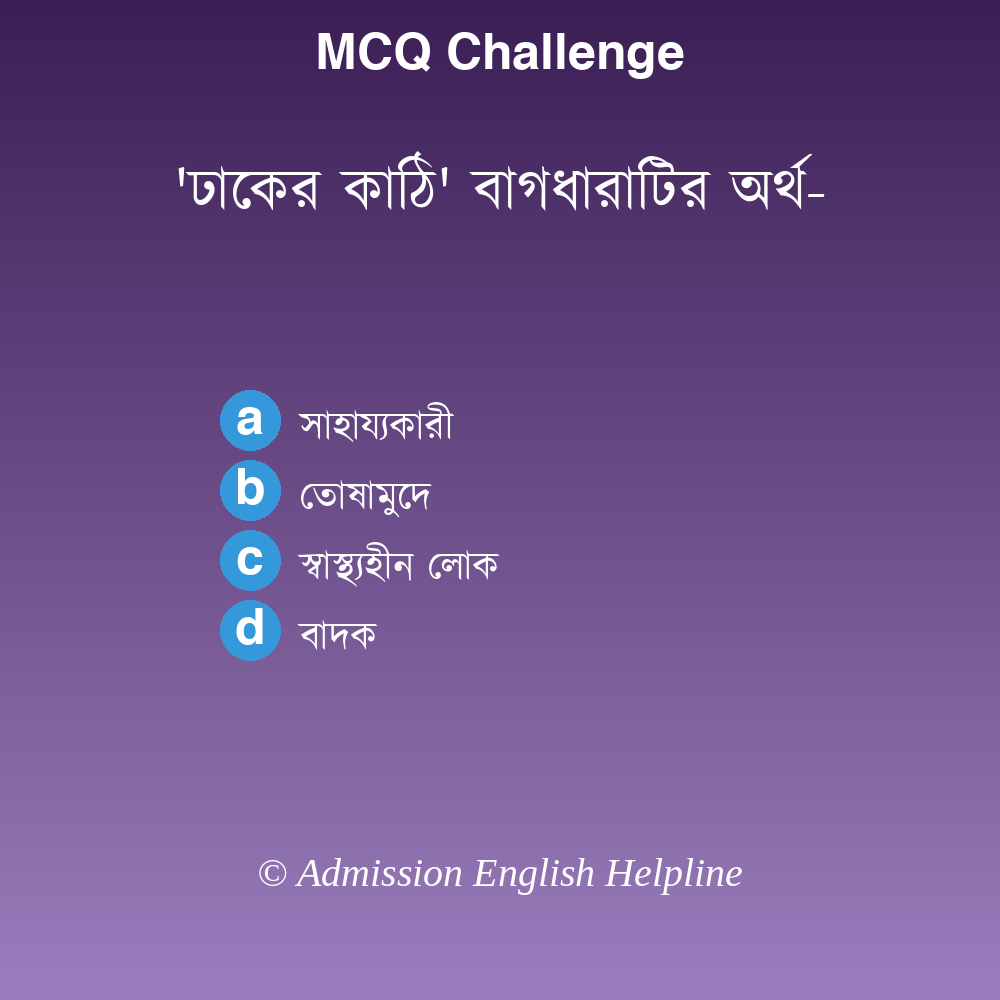 MCQ Challenge
'ঢাকের কাঠি' বাগধারাটির অর্থ-
a সাহায্যকারী
b তোষামুদে
c স্বাস্থ্যহীন লোক
d বাদক
© Admission English Helpline